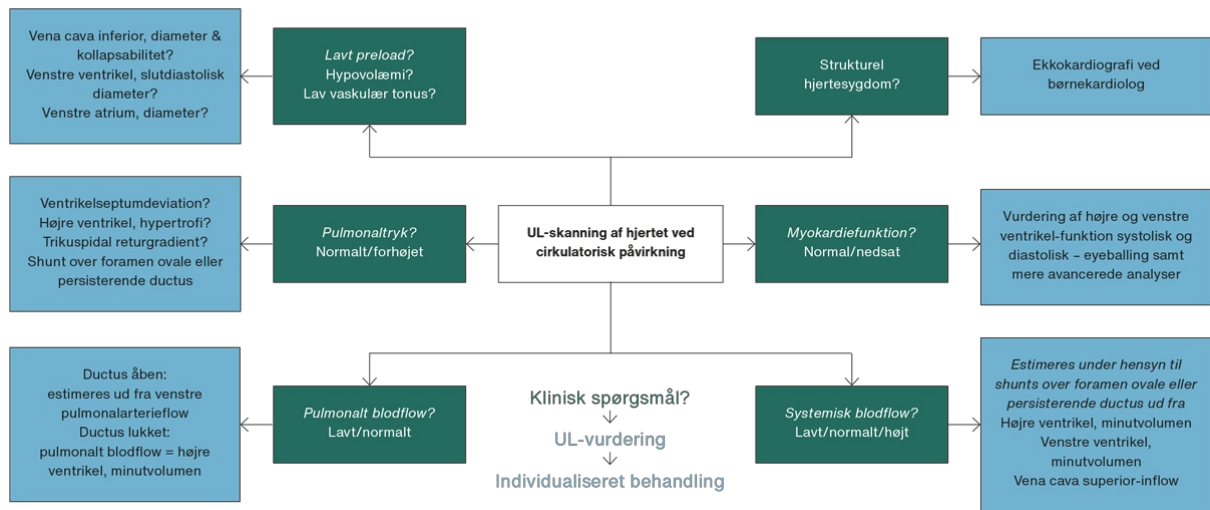 Vena cava inferior, diameter &
kollapsabilitet?
Venstre ventrikel, slutdiastolisk
diameter?
Venstre atrium, diameter?
Lavt preload?
Hypovolæmi?
Lav vaskulær tonus?
Strukturel
hjertesygdom?
Ekkokardiografi ved
børnekardiolog
Ventrikelseptumdeviation?
Højre ventrikel, hypertrofi?
Trikuspidal returgradient?
Shunt over foramen ovale eller
persisterende ductus
Pulmonaltryk?
Normalt/forhøjet
UL-skanning af hjertet ved
cirkulatorisk påvirkning
Myokardiefunktion?
Normal/nedsat
Vurdering af højre og venstre
ventrikel-funktion systolisk og
diastolisk – eyeballing samt
mere avancerede analyser
Ductus åben:
estimeres ud fra venstre
pulmonalarterieflow
Ductus lukket:
pulmonalt blodflow = højre
ventrikel, minutvolumen
Pulmonalt blodflow?
Lavt/normalt
Klinisk spørgsmål?
UL-vurdering
Individualiseret behandling
Systemisk blodflow?
Lavt/normalt/højt
Estimeres under hensyn til
shunts over foramen ovale eller
persisterende ductus ud fra
Højre ventrikel, minutvolumen
Venstre ventrikel,
minutvolumen
Vena cava superior-inflow